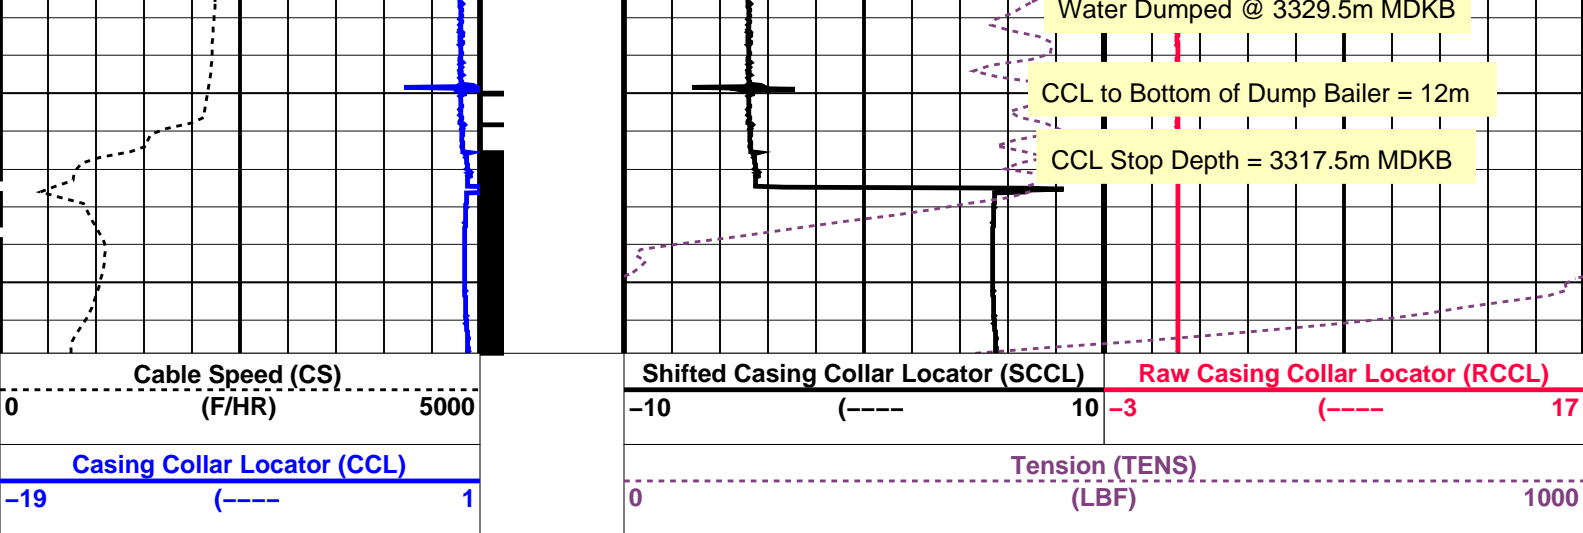 Water Dumped @ 3329.5m MDKB
CCL to Bottom of Dump Bailer = 12m
CCL Stop Depth = 3317.5m MDKB
Cable Speed (CS)
0 (F/HR) 5000
Casing Collar Locator (CCL)
−19 (−−−− 1
Shifted Casing Collar Locator (SCCL)
−10 (−−−− 10
Raw Casing Collar Locator (RCCL)
−3 (−−−− 17
Tension (TENS)
0 (LBF) 1000